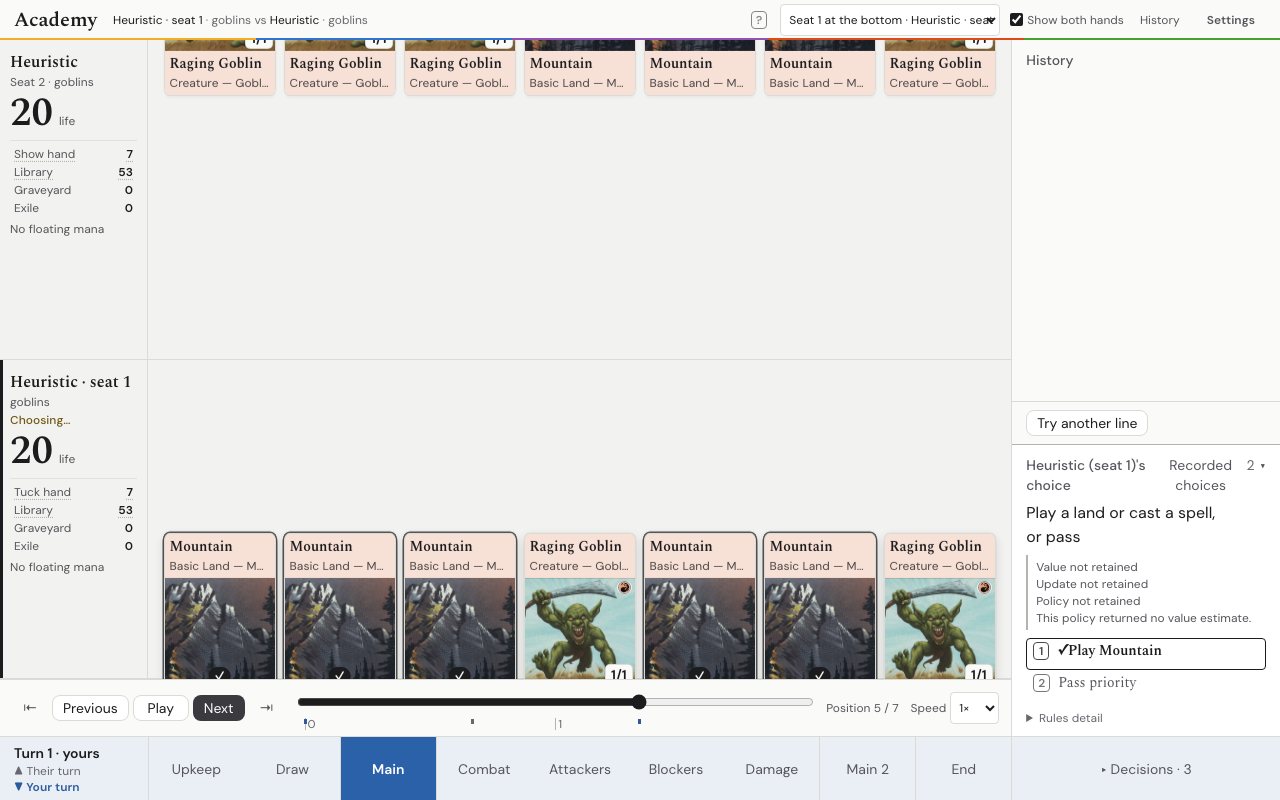 Academy
Heuristic · seat 1 · goblins vs Heuristic · goblins
?
Seat 1 at the bottom · Heuristic · seat
Show both hands
History
Settings
Heuristic
Seat 2 · goblins
20 life
Show hand 7
Library 53
Graveyard 0
Exile 0
No floating mana
1/1 1/1 1/1 1/1
Raging Goblin Raging Goblin Raging Goblin Mountain Mountain Mountain Raging Goblin
Creature — Gobl... Creature — Gobl... Creature — Gobl... Basic Land — M... Basic Land — M... Basic Land — M... Creature — Gobl...
Heuristic · seat 1
goblins
Choosing...
20 life
Tuck hand 7
Library 53
Graveyard 0
Exile 0
No floating mana
Mountain Mountain Mountain Raging Goblin Mountain Mountain Raging Goblin
Basic Land — M... Basic Land — M... Basic Land — M... Creature — Gobl... Basic Land — M... Basic Land — M... Creature — Gobl...
1/1 1/1
History
Try another line
Heuristic (seat 1)'s choice
Recorded choices
2
Play a land or cast a spell,
or pass
Value not retained
Update not retained
Policy not retained
This policy returned no value estimate.
1 ✓Play Mountain
2 Pass priority
▶ Rules detail
Previous Play Next
0 1
Position 5 / 7 Speed 1×
Turn 1 · yours
▲ Their turn
▼ Your turn
Upkeep Draw Main Combat Attackers Blockers Damage Main 2 End
▸ Decisions · 3